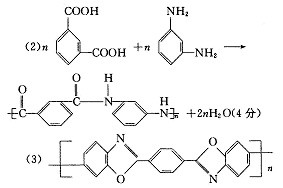 COOH
NH₂
(2)n COOH +n NH₂ →
O O H H
C C—N N
[ ]n +2nH₂O(4分)
(3) [ N N ]n
O O